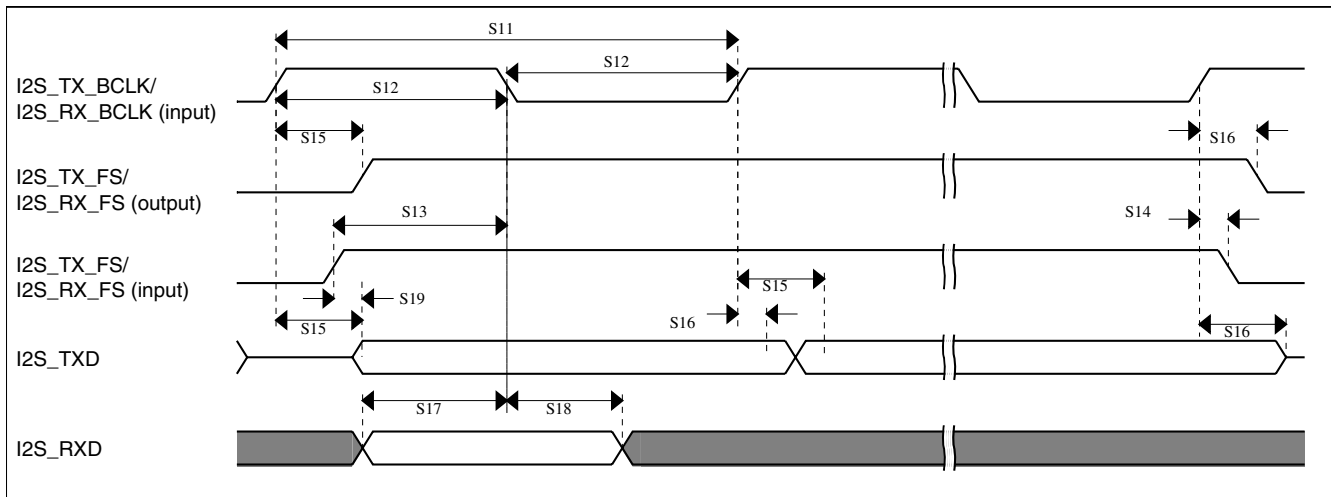 S11
S12
I2S_TX_BCLK/
I2S_RX_BCLK (input)
S12
S15
S16
I2S_TX_FS/
I2S_RX_FS (output)
S13
S14
I2S_TX_FS/
I2S_RX_FS (input)
S15
S19
S15
S16
S16
I2S_TXD
S17
S18
I2S_RXD